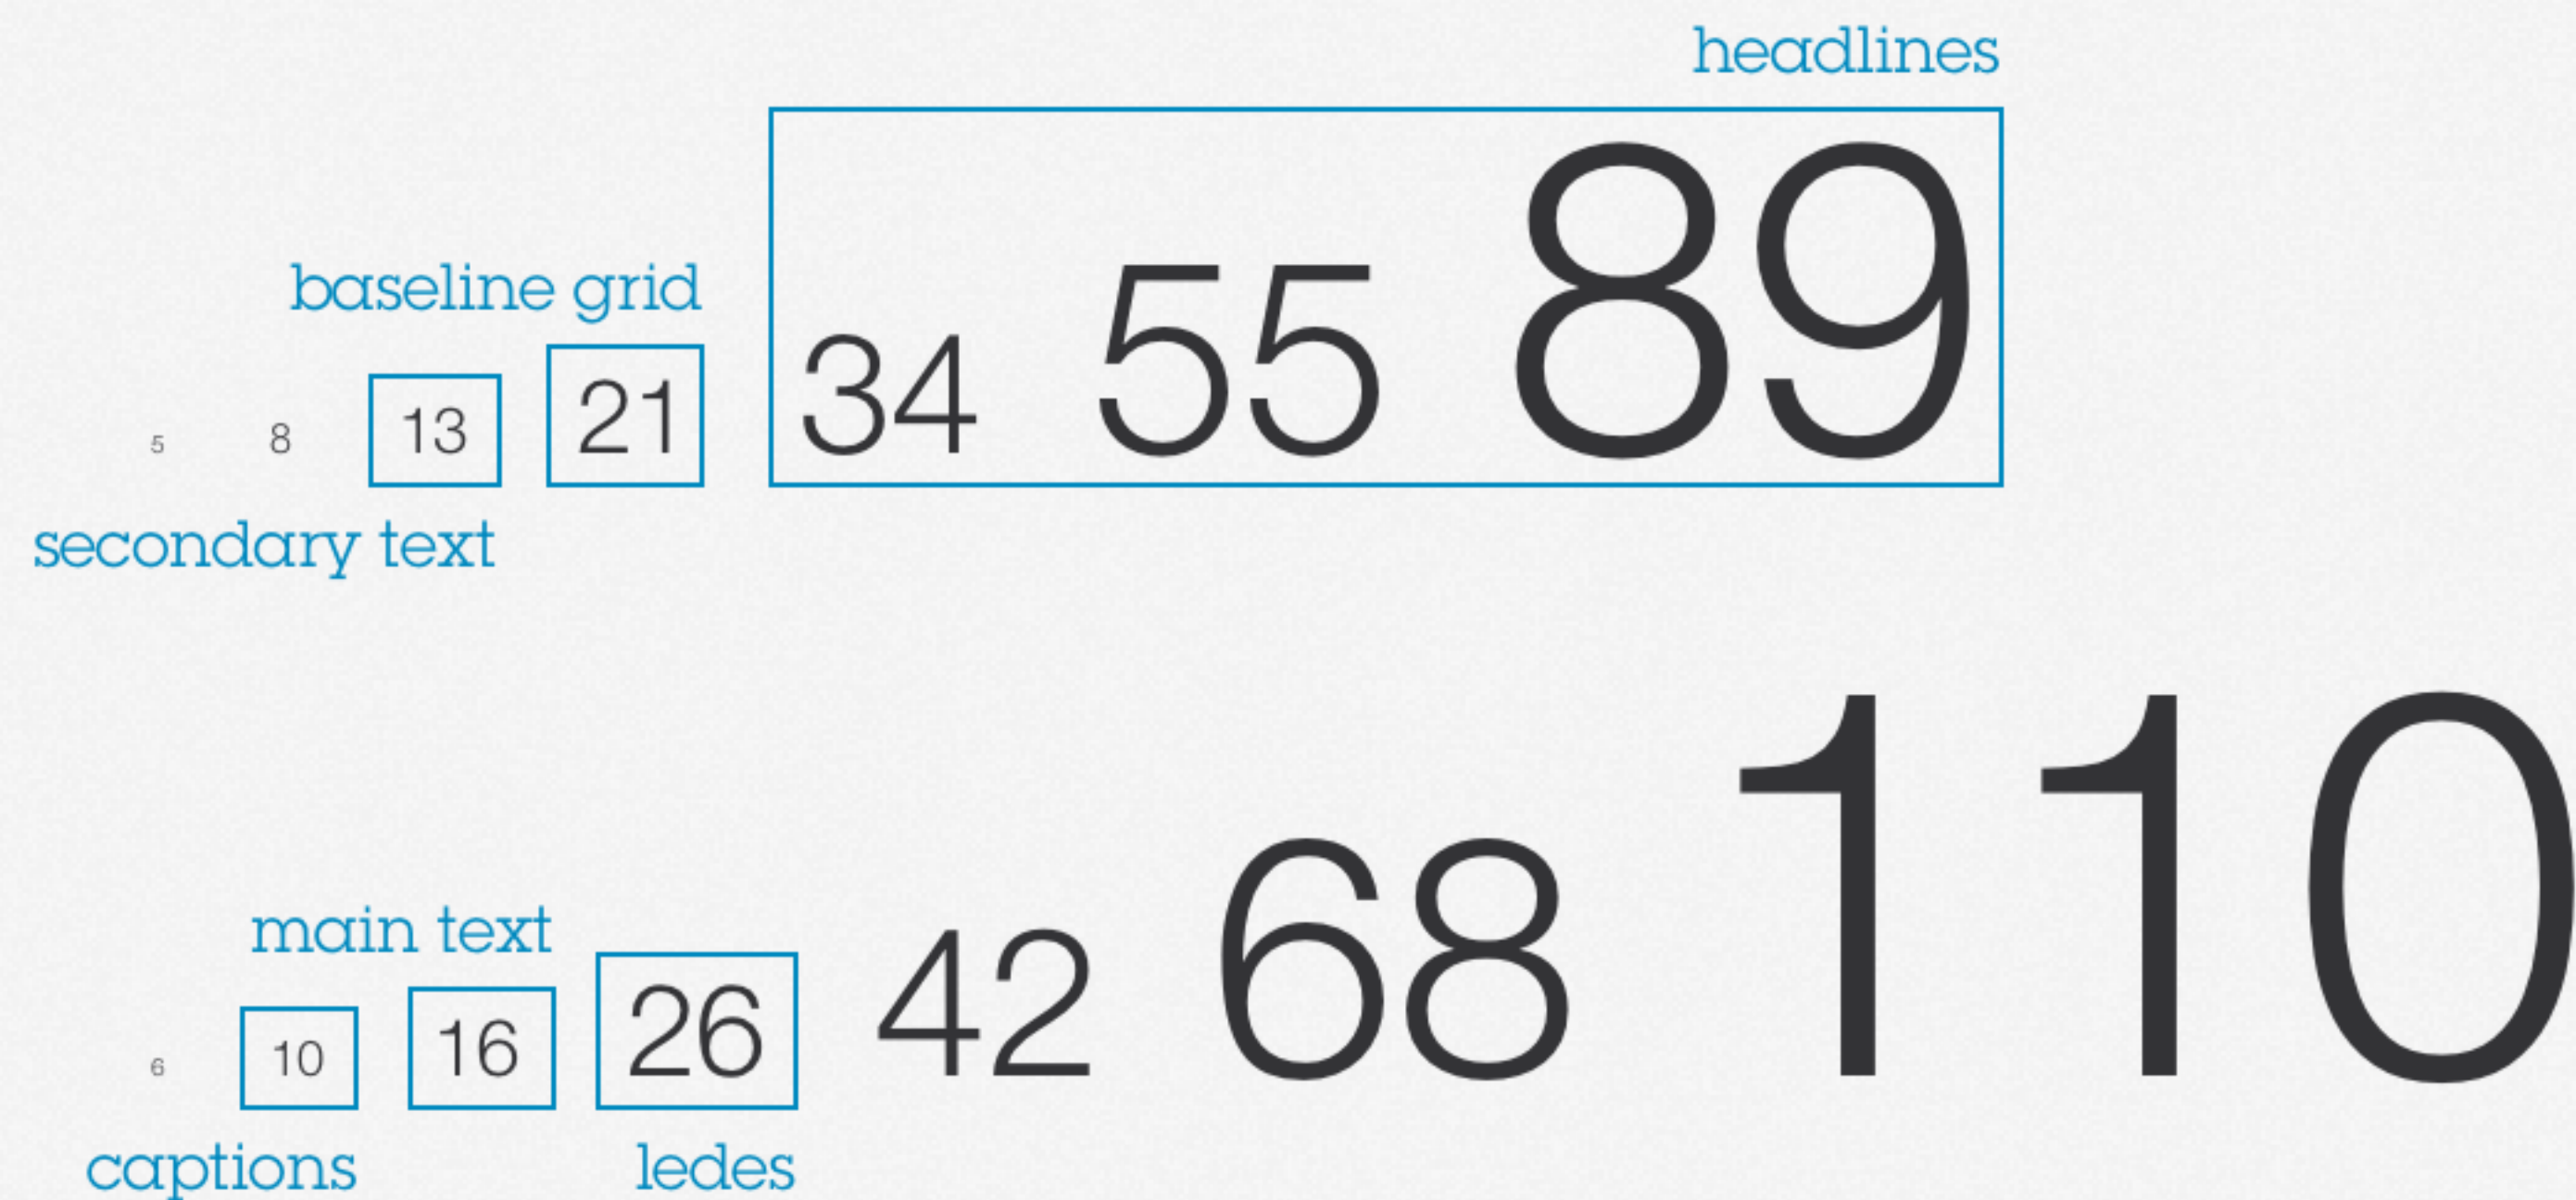 headlines
baseline grid
5 8 13 21 34 55 89
secondary text
main text
6 10 16 26 42 68 110
captions ledes